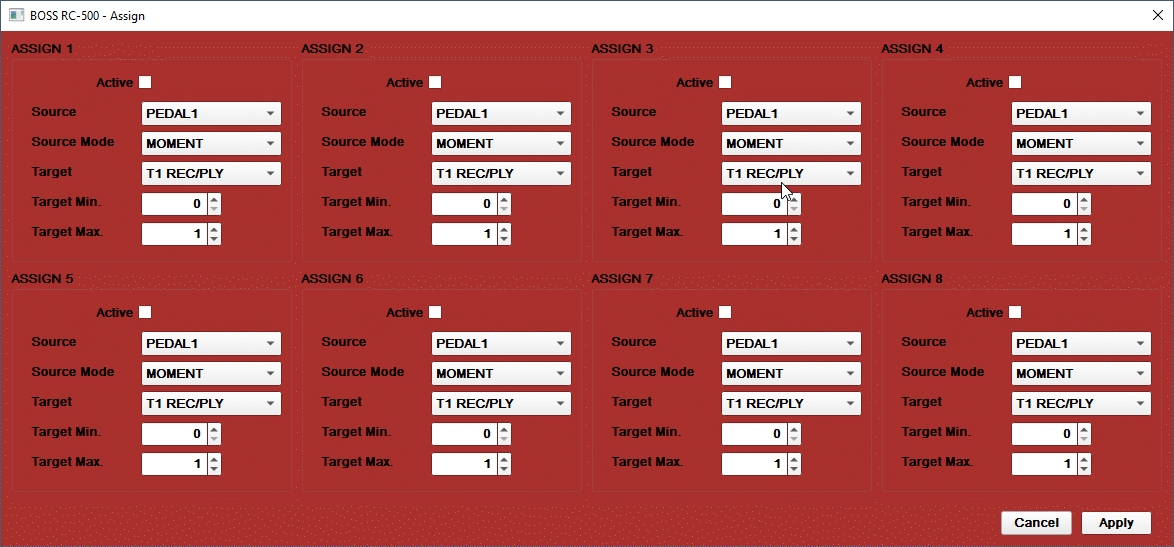 BOSS RC-500 - Assign
ASSIGN 1
Active
Source PEDAL1
Source Mode MOMENT
Target T1 REC/PLY
Target Min. 0
Target Max. 1
ASSIGN 2
Active
Source PEDAL1
Source Mode MOMENT
Target T1 REC/PLY
Target Min. 0
Target Max. 1
ASSIGN 3
Active
Source PEDAL1
Source Mode MOMENT
Target T1 REC/PLY
Target Min. 0
Target Max. 1
ASSIGN 4
Active
Source PEDAL1
Source Mode MOMENT
Target T1 REC/PLY
Target Min. 0
Target Max. 1
ASSIGN 5
Active
Source PEDAL1
Source Mode MOMENT
Target T1 REC/PLY
Target Min. 0
Target Max. 1
ASSIGN 6
Active
Source PEDAL1
Source Mode MOMENT
Target T1 REC/PLY
Target Min. 0
Target Max. 1
ASSIGN 7
Active
Source PEDAL1
Source Mode MOMENT
Target T1 REC/PLY
Target Min. 0
Target Max. 1
ASSIGN 8
Active
Source PEDAL1
Source Mode MOMENT
Target T1 REC/PLY
Target Min. 0
Target Max. 1
Cancel Apply